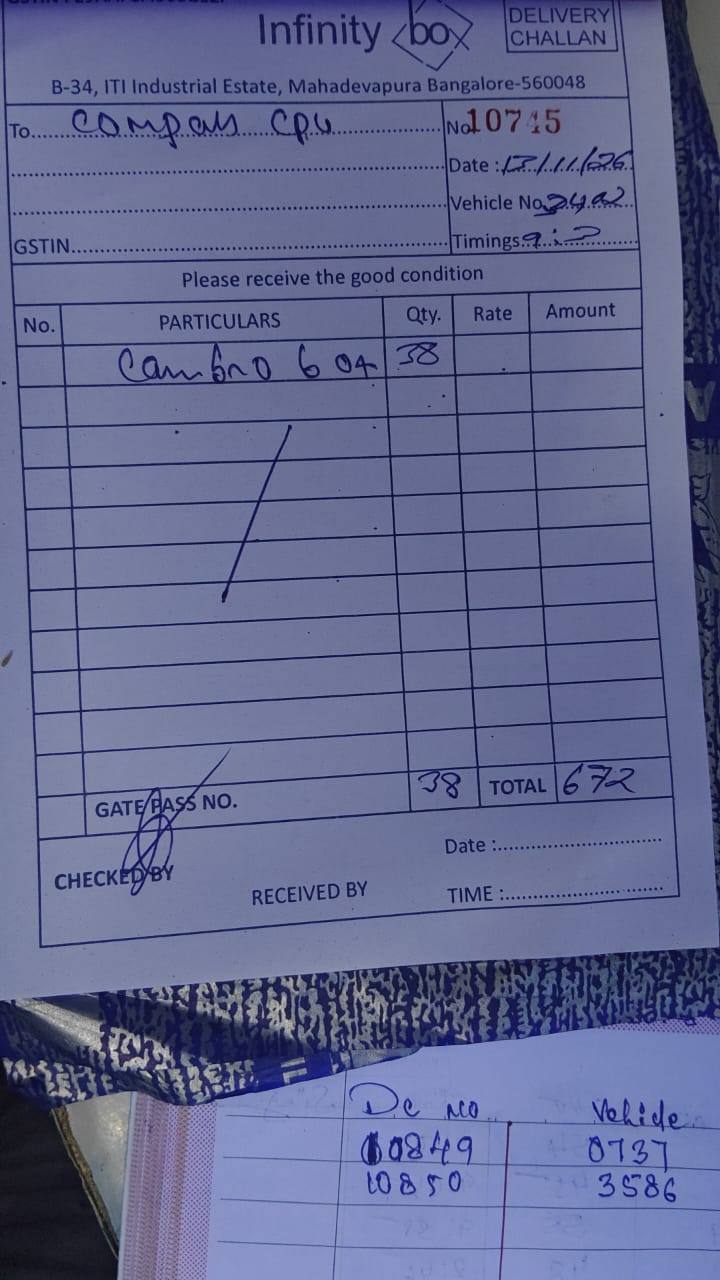 Infinity box
DELIVERY CHALLAN
B-34, ITI Industrial Estate, Mahadevapura Bangalore-560048
To...... Compass CPU
No 10745
Date : 13/11/26
Vehicle No. 3402
GSTIN......
Timings 9:
Please receive the good condition
No. PARTICULARS Qty. Rate Amount
Cambro 6 04 38
GATE PASS NO. 38 TOTAL 672
Date :......
CHECKED BY
RECEIVED BY
TIME :......
Dc No Vehicle
10849 0737
10850 3586